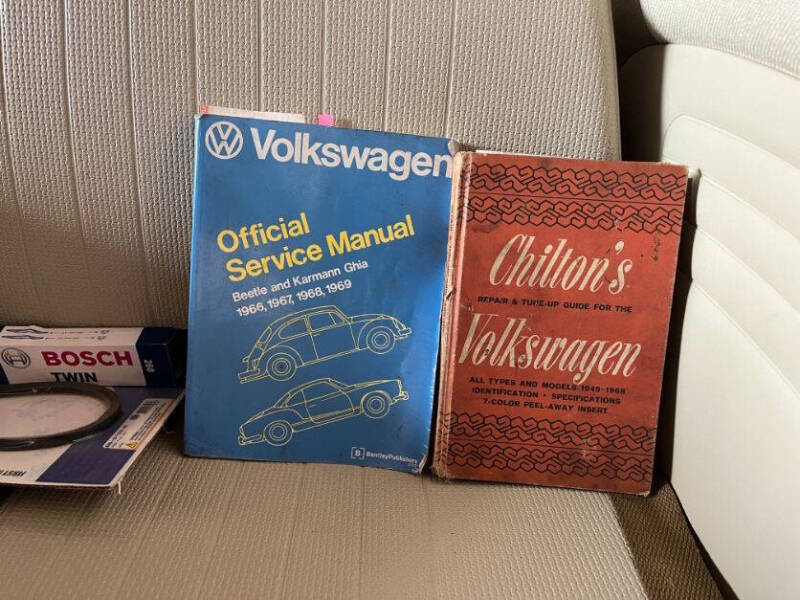 Volkswagen
Official
Service Manual
Beetle and Karmann Ghia
1966, 1967, 1968, 1969
B BentleyPublishers
Chilton's
REPAIR & TUNE-UP GUIDE FOR THE
Volkswagen
ALL TYPES AND MODELS 1949-1968
IDENTIFICATION • SPECIFICATIONS
7-COLOR PEEL-AWAY INSERT
BOSCH
TWIN